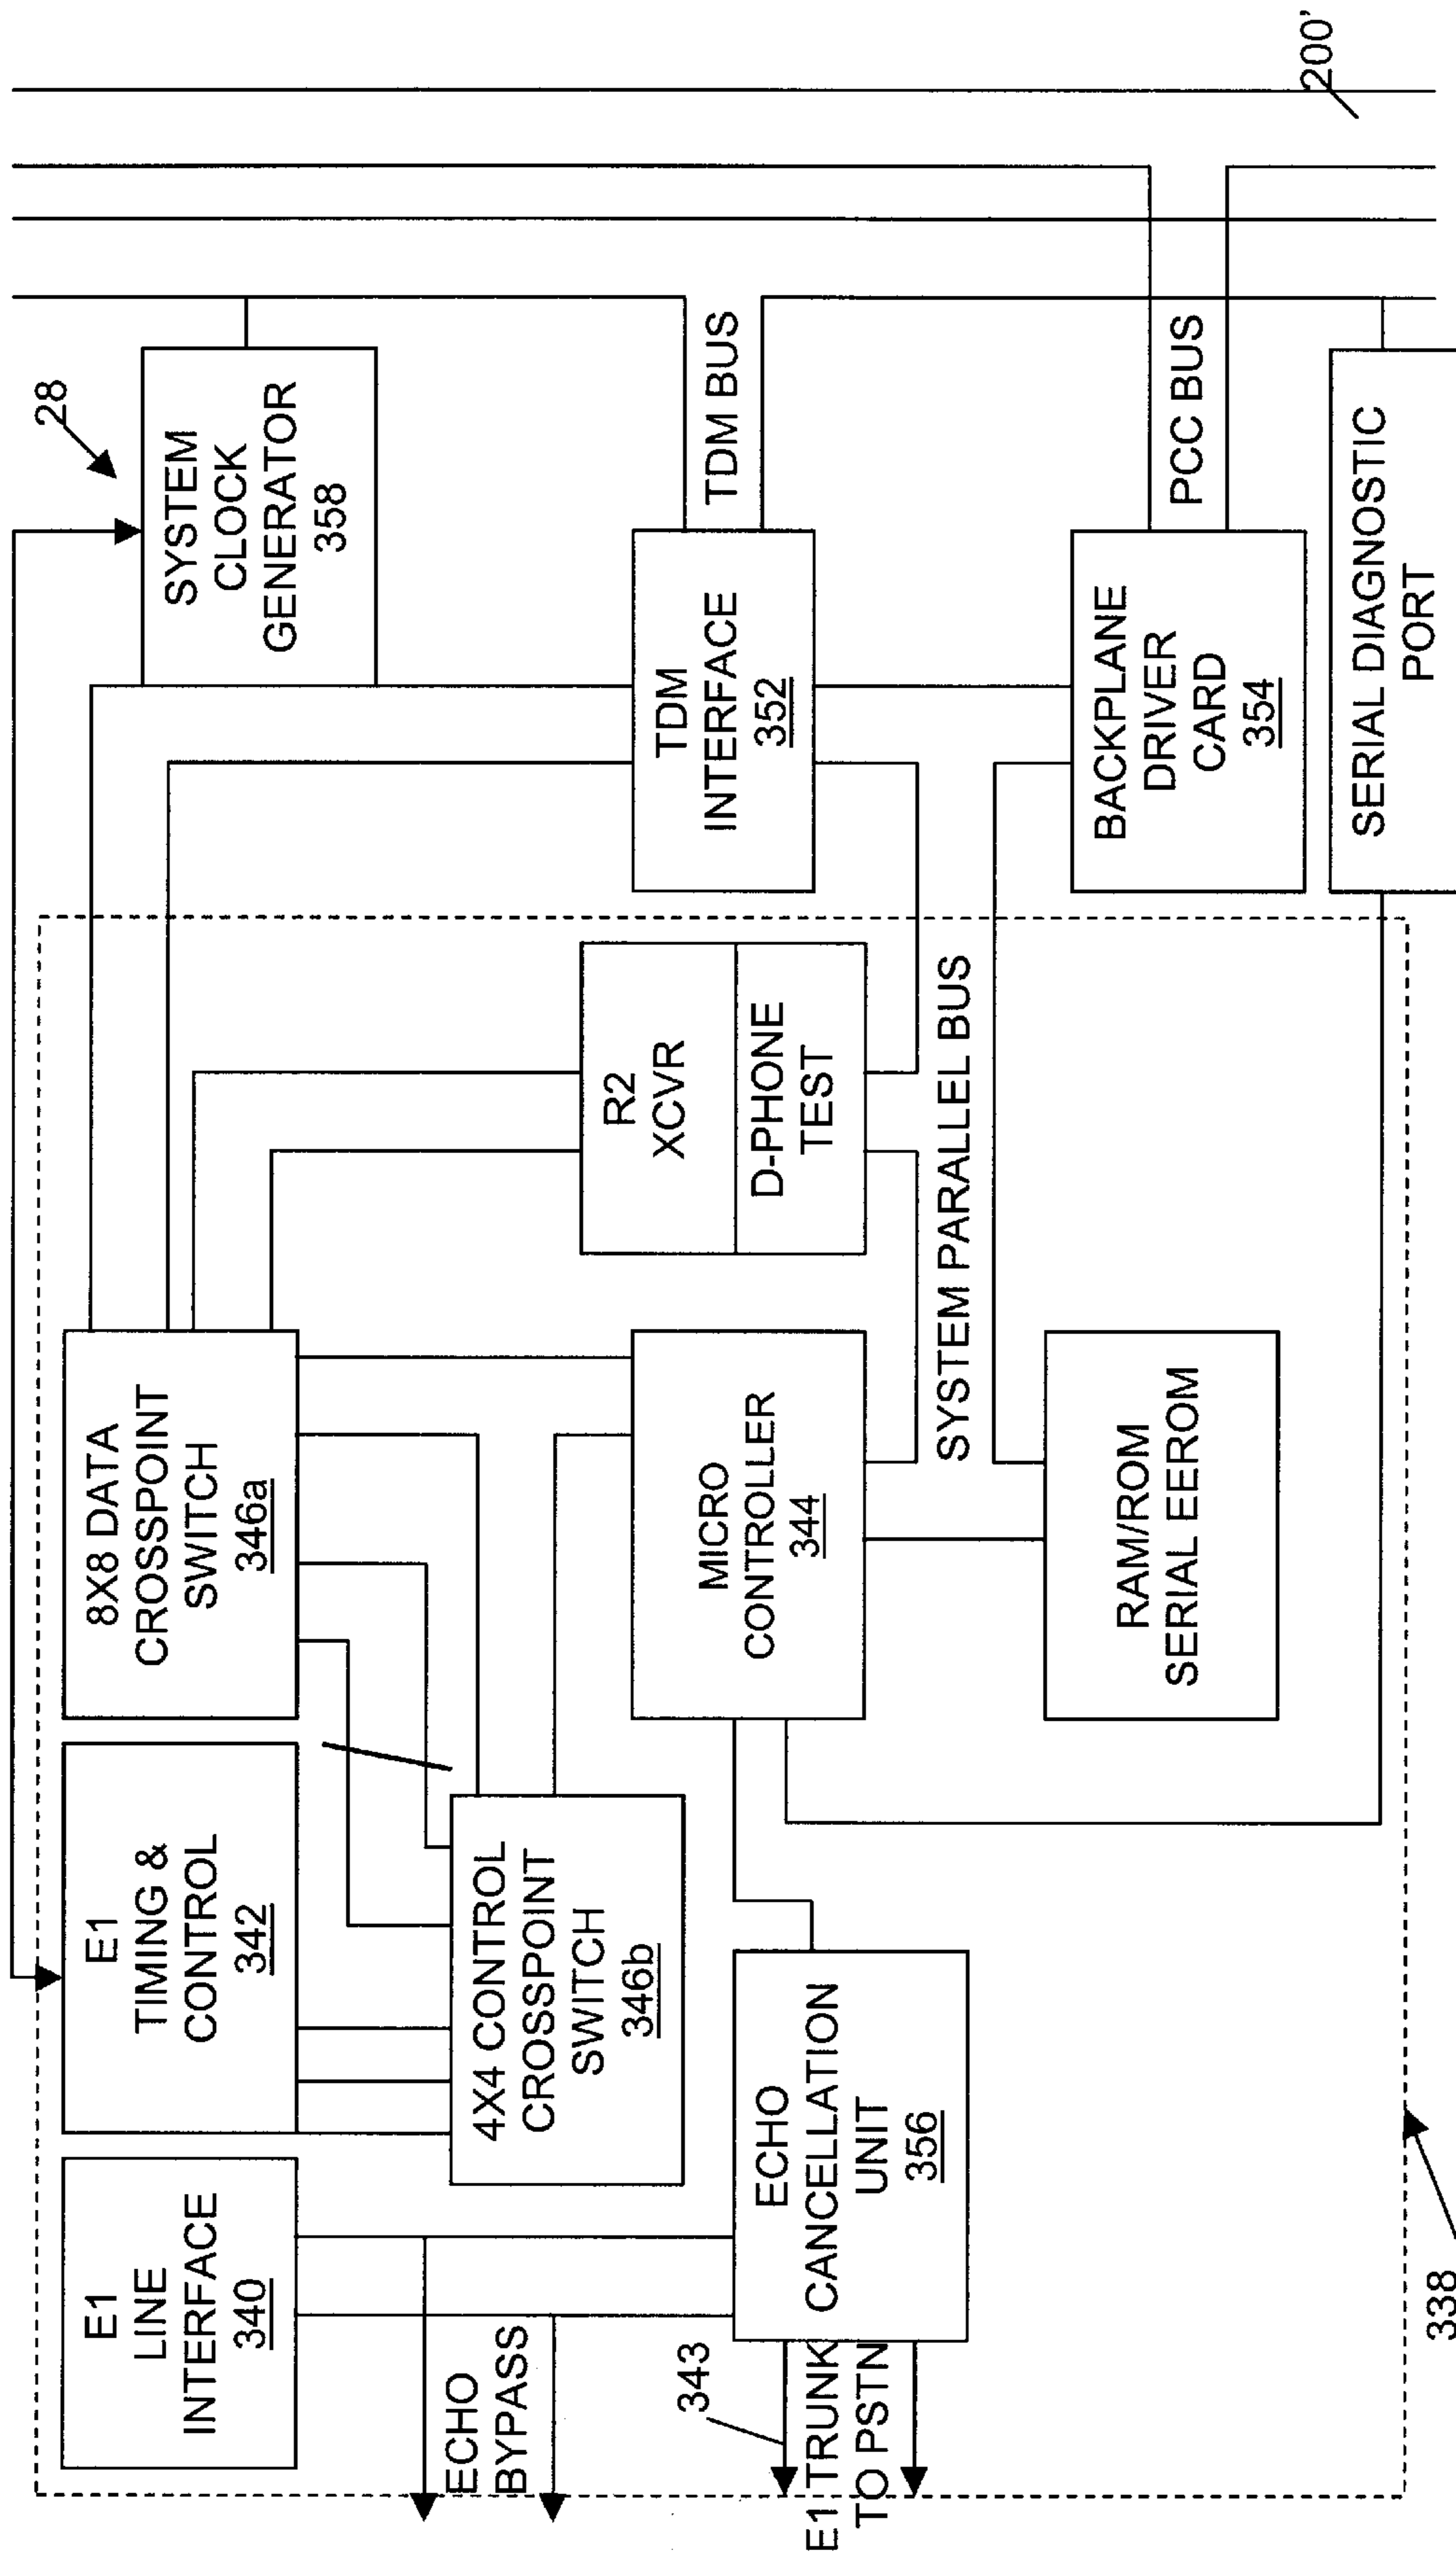 28
200'
E1
LINE
INTERFACE
340
E1
TIMING &
CONTROL
342
8X8 DATA
CROSSPOINT
SWITCH
346a
SYSTEM
CLOCK
GENERATOR
358
ECHO
BYPASS
4X4 CONTROL
CROSSPOINT
SWITCH
346b
R2
XCVR
D-PHONE
TEST
TDM
INTERFACE
352
TDM BUS
343
E1 TRUNK
TO PSTN
ECHO
CANCELLATION
UNIT
356
MICRO
CONTROLLER
344
SYSTEM PARALLEL BUS
RAM/ROM
SERIAL EEROM
BACKPLANE
DRIVER
CARD
354
PCC BUS
SERIAL DIAGNOSTIC
PORT
338